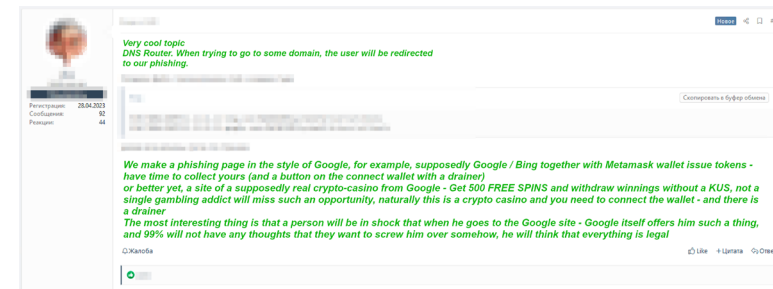 Новое
Very cool topic
DNS Router. When trying to go to some domain, the user will be redirected
to our phishing.
Регистрация: 28.04.2023
Сообщения: 92
Реакции: 44
Скопировать в буфер обмена
We make a phishing page in the style of Google, for example, supposedly Google / Bing together with Metamask wallet issue tokens -
have time to collect yours (and a button on the connect wallet with a drainer)
or better yet, a site of a supposedly real crypto-casino from Google - Get 500 FREE SPINS and withdraw winnings without a KUS, not a
single gambling addict will miss such an opportunity, naturally this is a crypto casino and you need to connect the wallet - and there is
a drainer
The most interesting thing is that a person will be in shock that when he goes to the Google site - Google itself offers him such a thing,
and 99% will not have any thoughts that they want to screw him over somehow, he will think that everything is legal
Жалоба
Like +Цитата